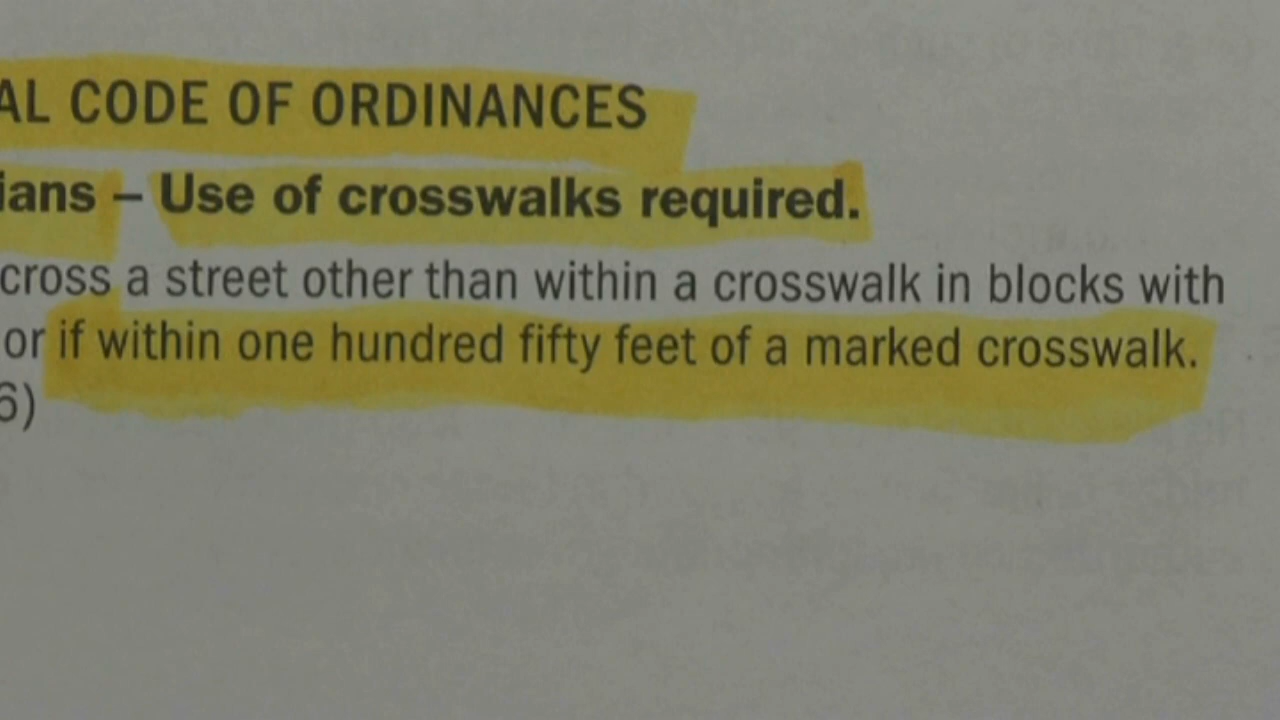 AL CODE OF ORDINANCES
ians – Use of crosswalks required.
cross a street other than within a crosswalk in blocks with
or if within one hundred fifty feet of a marked crosswalk.
6)